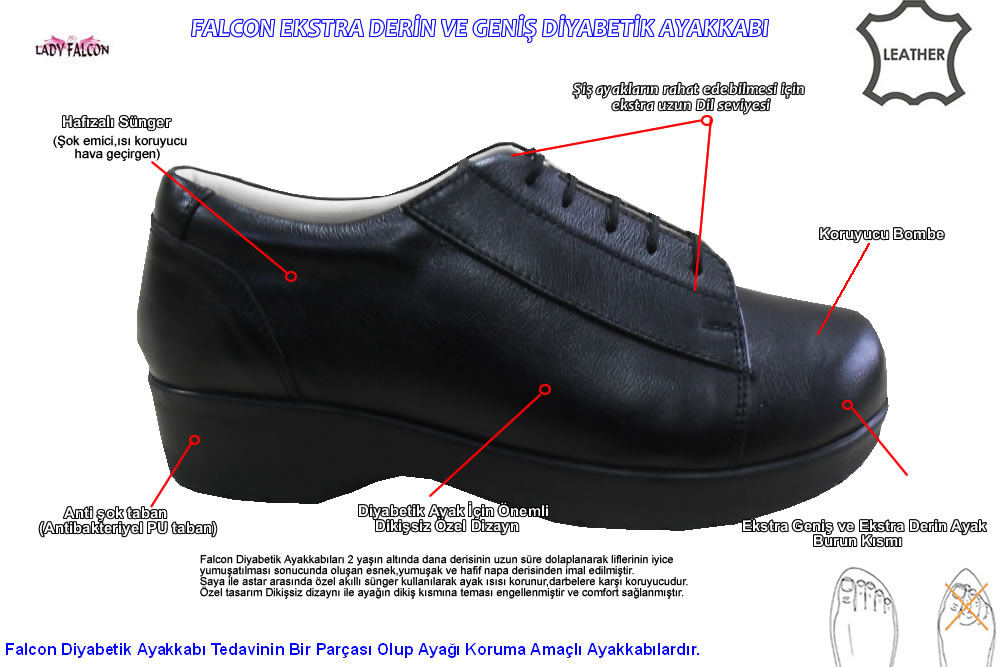 FALCON EKSTRA DERİN VE GENİŞ DİYABETİK AYAKKABI
LADY FALCON
LEATHER
Şiş ayakların rahat edebilmesi için
ekstra uzun Dil seviyesi
Hafızalı Sünger
(Şok emici,ısı koruyucu
hava geçirgen)
Koruyucu Bombe
Anti şok taban
(Antibakteriyel PU taban)
Diyabetik Ayak İçin Önemli
Dikişsiz Özel Dizayn
Ekstra Geniş ve Ekstra Derin Ayak
Burun Kısmı
Falcon Diyabetik Ayakkabıları 2 yaşın altında dana derisinin uzun süre dolaplanarak liflerinin iyice
yumuşatılması sonucunda oluşan esnek,yumuşak ve hafif napa derisinden imal edilmiştir.
Saya ile astar arasında özel akıllı sünger kullanılarak ayak ısısı korunur,darbelere karşı koruyucudur.
Özel tasarım Dikişsiz dizaynı ile ayağın dikiş kısmına teması engellenmiştir ve comfort sağlanmıştır.
Falcon Diyabetik Ayakkabı Tedavinin Bir Parçası Olup Ayağı Koruma Amaçlı Ayakkabılardır.